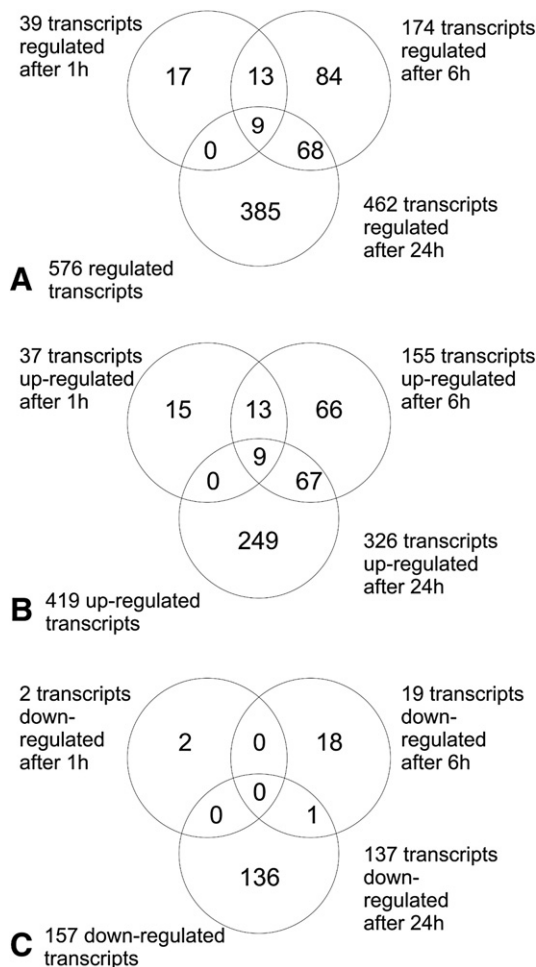 39 transcripts
regulated
after 1h
174 transcripts
regulated
after 6h
17
13
84
9
0
68
385
462 transcripts
regulated
after 24h
A 576 regulated
transcripts
37 transcripts
up-regulated
after 1h
155 transcripts
up-regulated
after 6h
15
13
66
9
0
67
249
326 transcripts
up-regulated
after 24h
B 419 up-regulated
transcripts
2 transcripts
down-
regulated
after 1h
19 transcripts
down-
regulated
after 6h
2
0
18
0
0
1
136
137 transcripts
down-
regulated
after 24h
C 157 down-regulated
transcripts